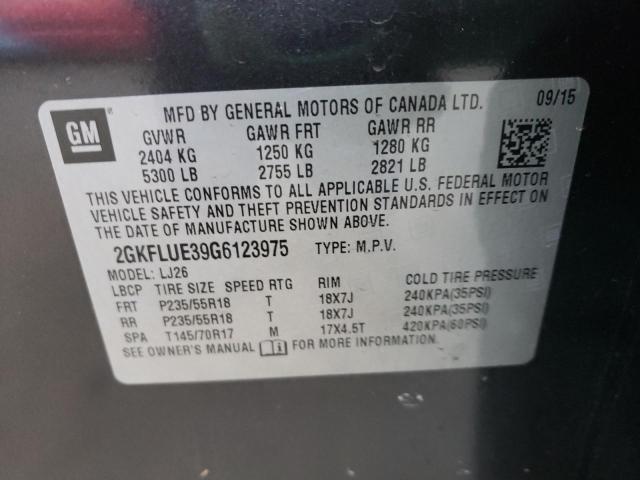 GM
MFD BY GENERAL MOTORS OF CANADA LTD. 09/15
GVWR GAWR FRT GAWR RR
2404 KG 1250 KG 1280 KG
5300 LB 2755 LB 2821 LB
THIS VEHICLE CONFORMS TO ALL APPLICABLE U.S. FEDERAL MOTOR
VEHICLE SAFETY AND THEFT PREVENTION STANDARDS IN EFFECT ON
THE DATE OF MANUFACTURE SHOWN ABOVE.
2GKFLUE39G6123975 TYPE: M.P.V.
MODEL: LJ26
LBCP TIRE SIZE SPEED RTG RIM COLD TIRE PRESSURE
FRT P235/55R18 T 18X7J 240KPA(35PSI)
RR P235/55R18 T 18X7J 240KPA(35PSI)
SPA T145/70R17 M 17X4.5T 420KPA(60PSI)
SEE OWNER'S MANUAL FOR MORE INFORMATION.